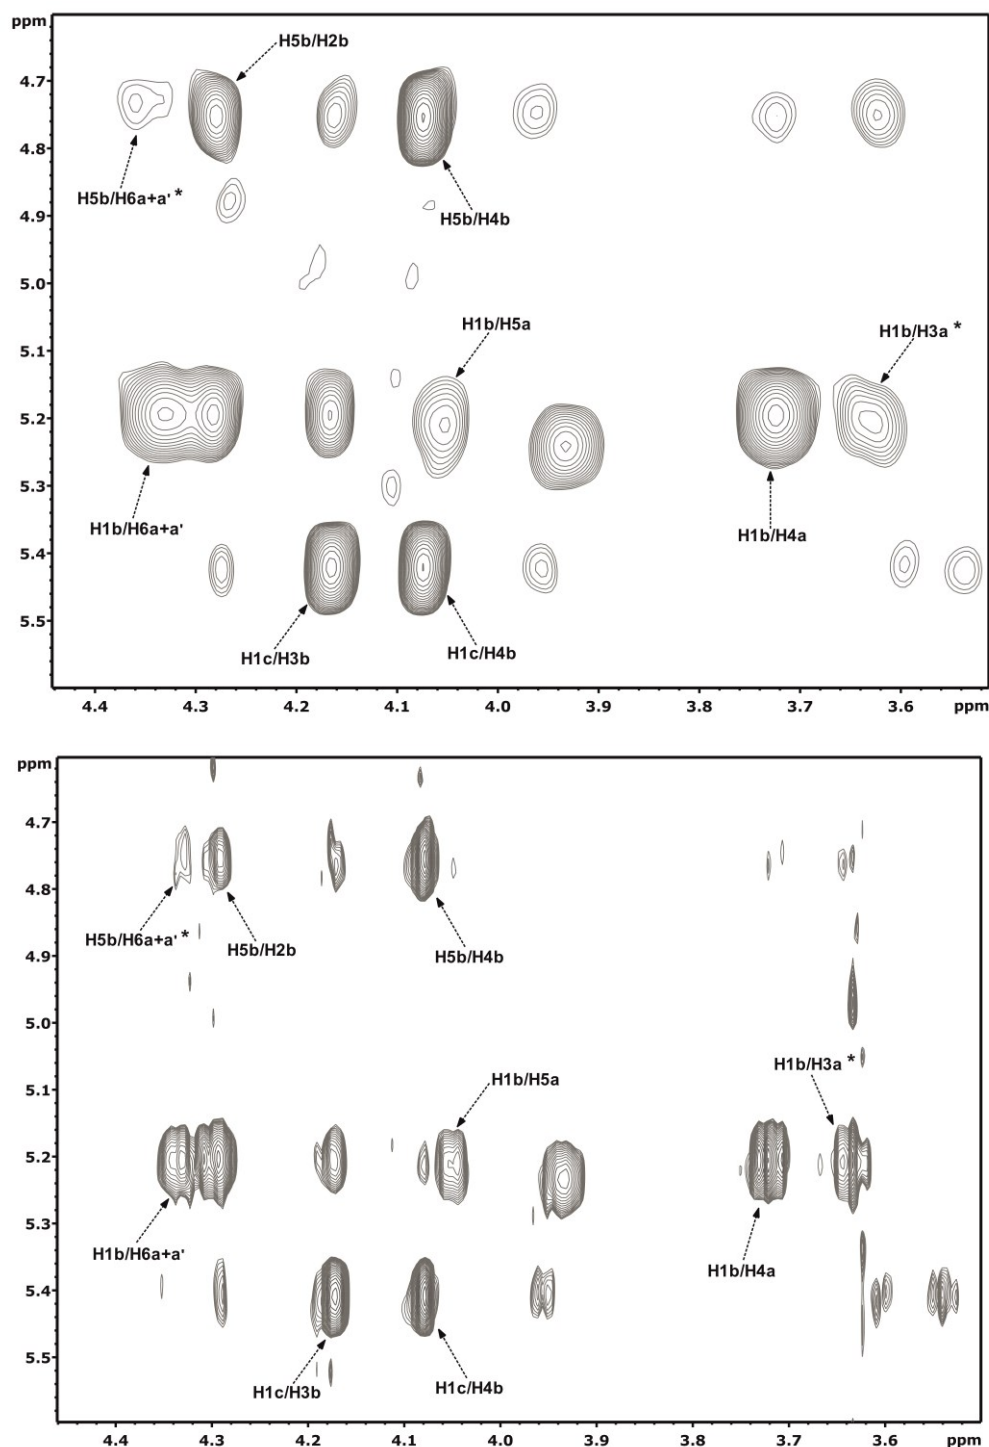 ppm
H5b/H2b
4.7
4.8
H5b/H6a+a' *
H5b/H4b
4.9
5.0
H1b/H5a
H1b/H3a *
5.1
5.2
5.3
H1b/H6a+a'
H1b/H4a
5.4
5.5
H1c/H3b
H1c/H4b
4.4 4.3 4.2 4.1 4.0 3.9 3.8 3.7 3.6 ppm
ppm
4.7
4.8
H5b/H6a+a' *
H5b/H2b
H5b/H4b
4.9
5.0
H1b/H3a *
H1b/H5a
5.1
5.2
5.3
H1b/H6a+a'
H1b/H4a
5.4
5.5
H1c/H3b
H1c/H4b
4.4 4.3 4.2 4.1 4.0 3.9 3.8 3.7 3.6 ppm